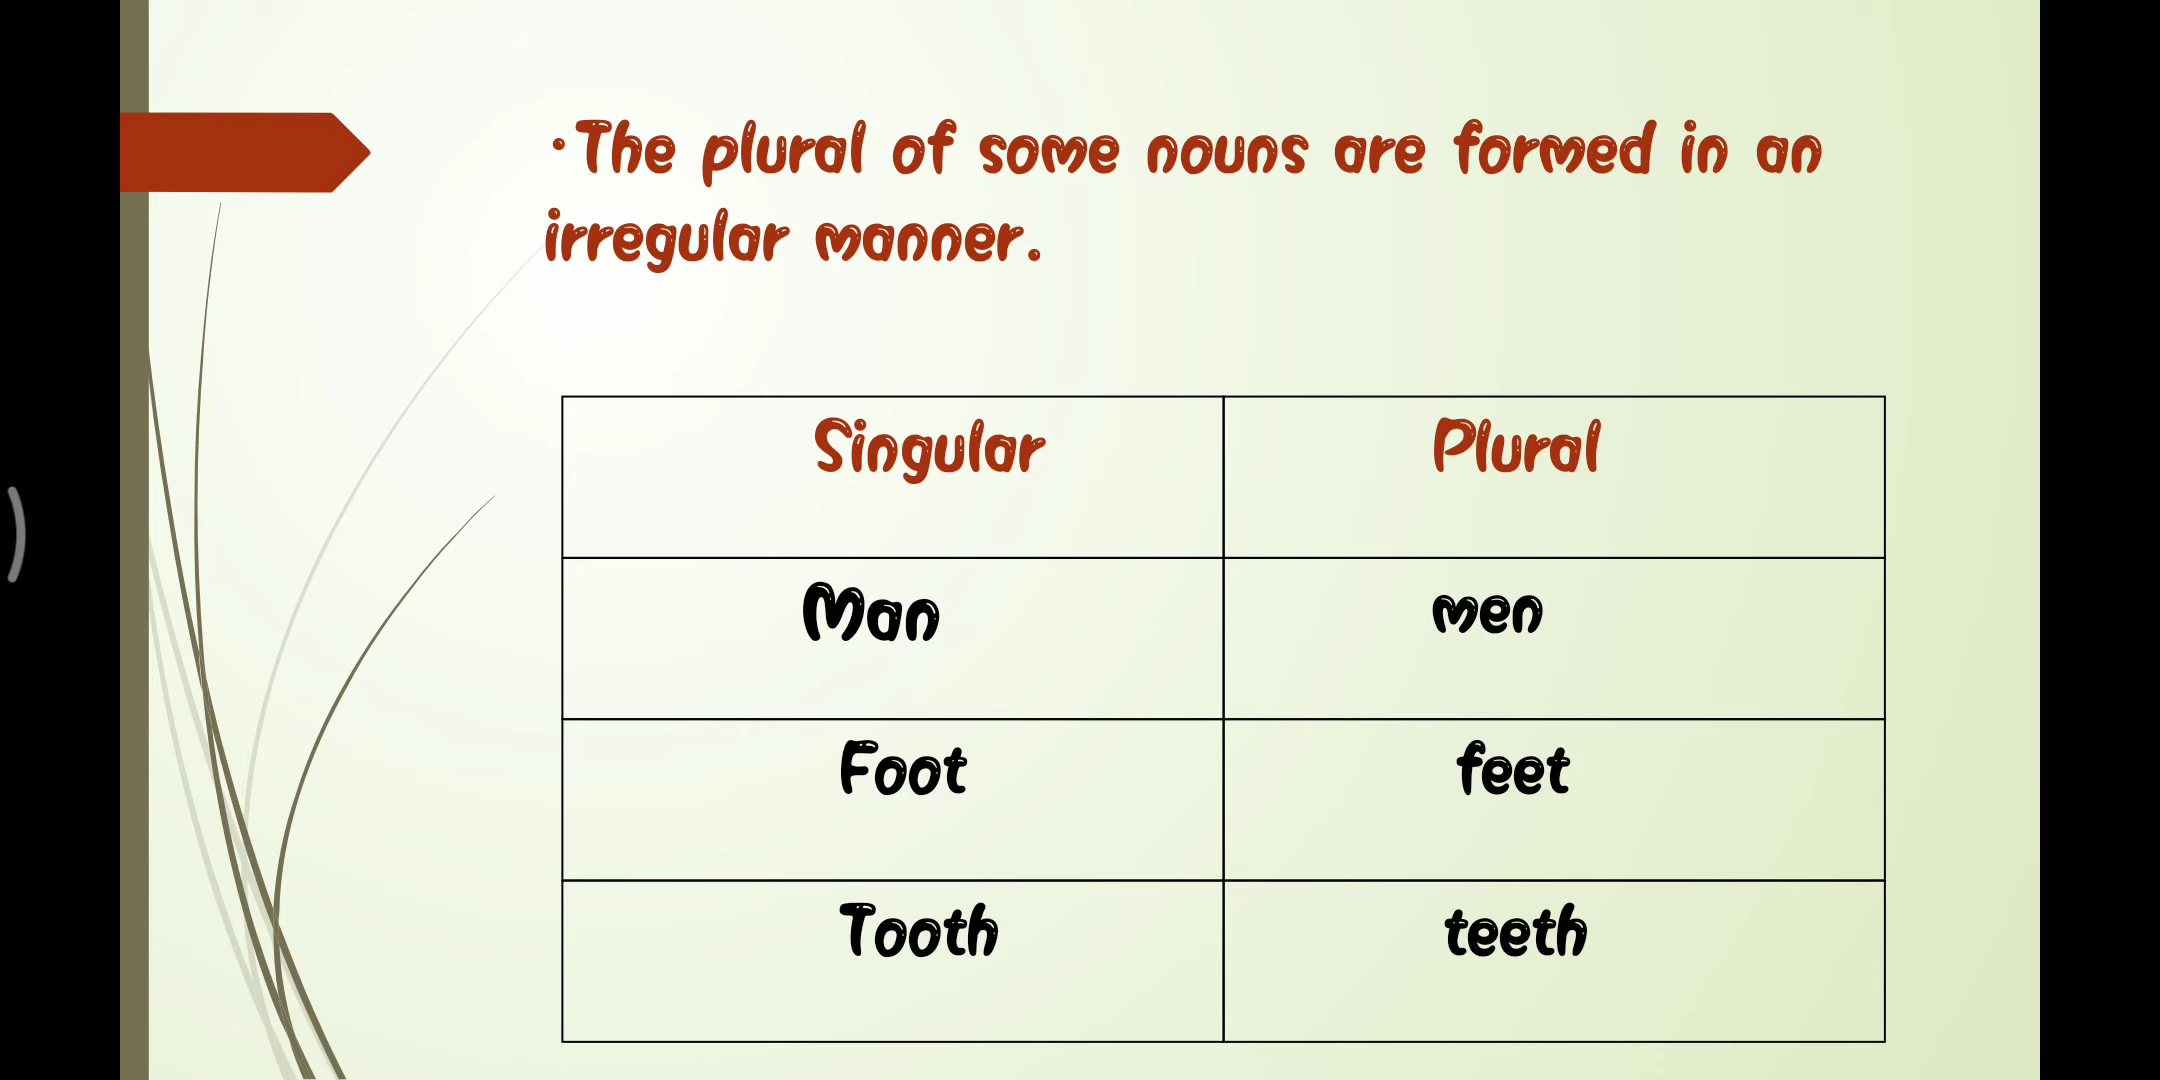 •The plural of some nouns are formed in an
irregular manner.
Singular Plural
Man men
Foot feet
Tooth teeth